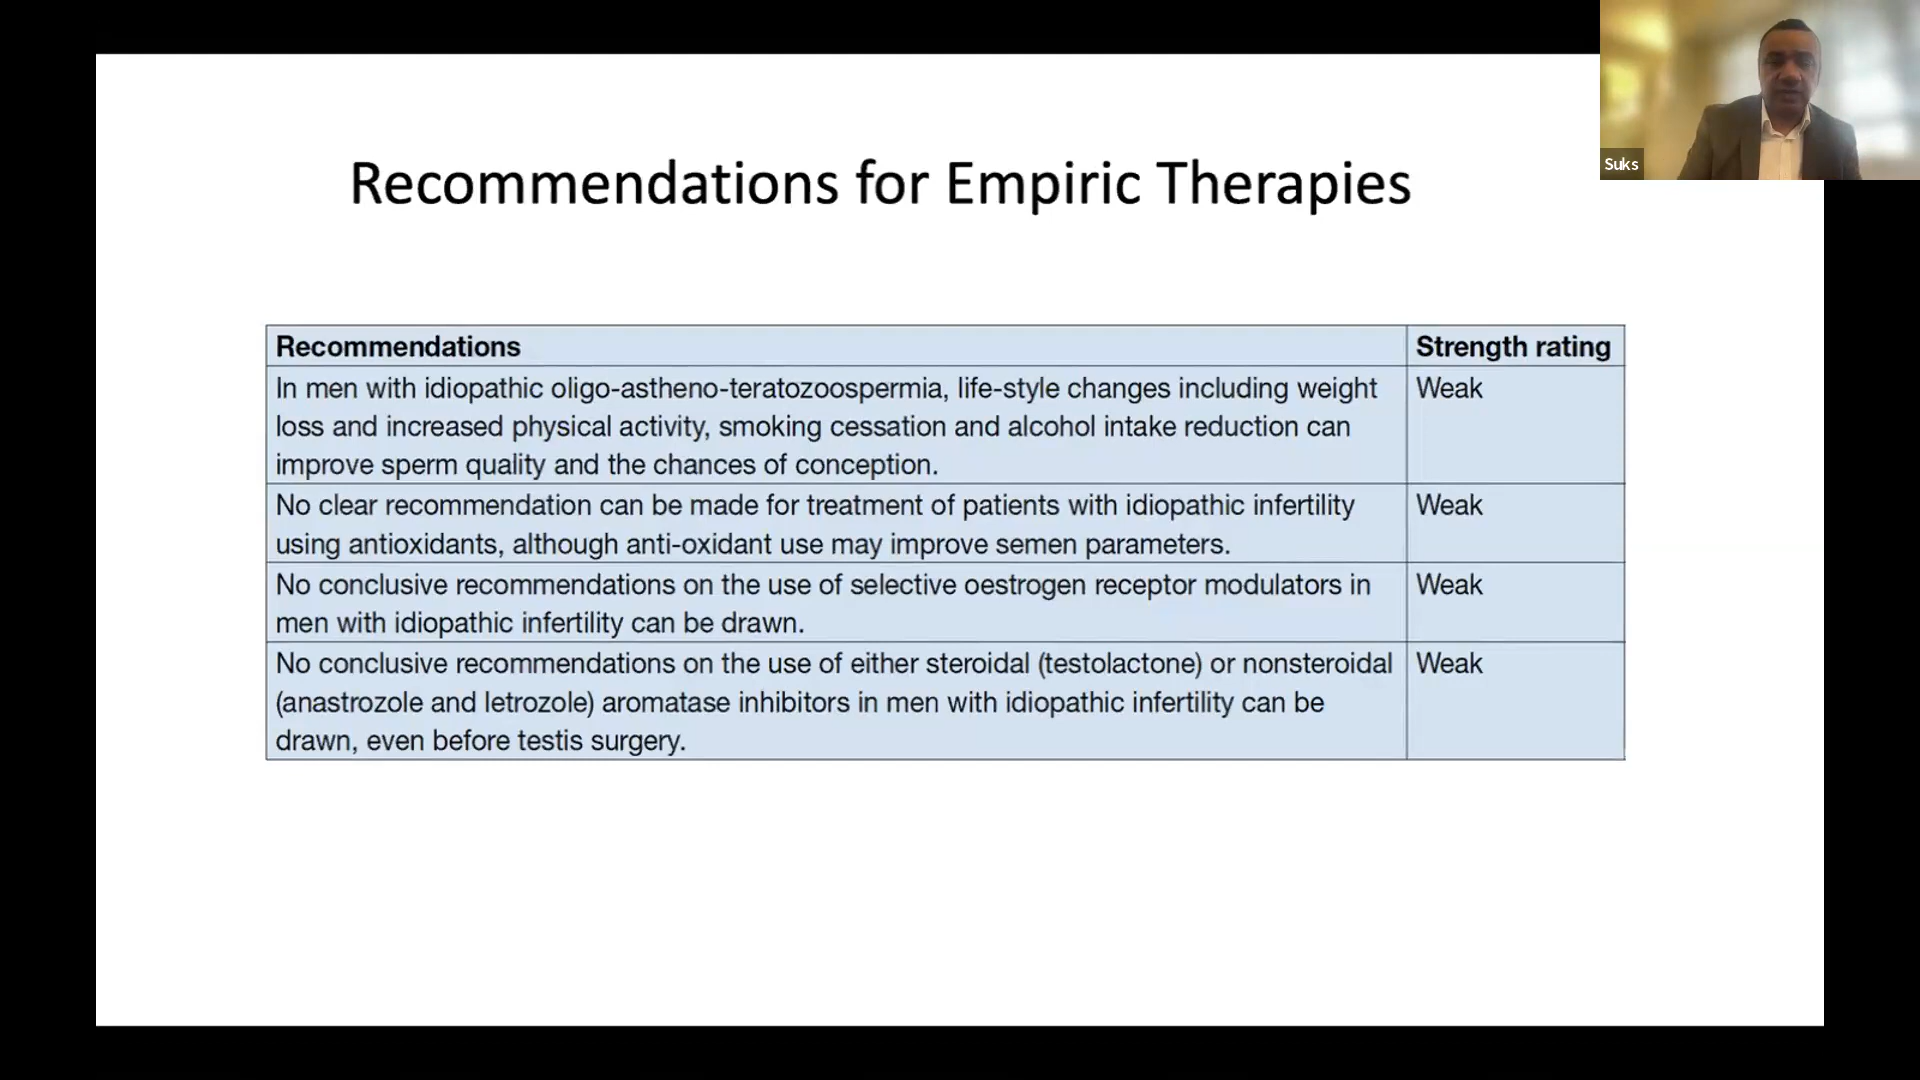 Suks
Recommendations for Empiric Therapies
Recommendations
Strength rating
In men with idiopathic oligo-astheno-teratozoospermia, life-style changes including weight
loss and increased physical activity, smoking cessation and alcohol intake reduction can
improve sperm quality and the chances of conception.
Weak
No clear recommendation can be made for treatment of patients with idiopathic infertility
using antioxidants, although anti-oxidant use may improve semen parameters.
Weak
No conclusive recommendations on the use of selective oestrogen receptor modulators in
men with idiopathic infertility can be drawn.
Weak
No conclusive recommendations on the use of either steroidal (testolactone) or nonsteroidal
(anastrozole and letrozole) aromatase inhibitors in men with idiopathic infertility can be
drawn, even before testis surgery.
Weak